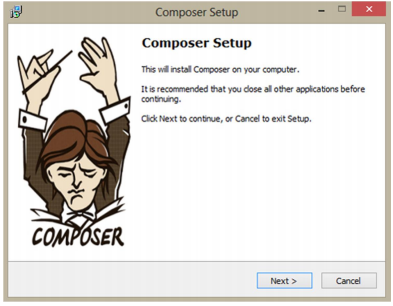 Composer Setup
Composer Setup
This will install Composer on your computer.
It is recommended that you close all other applications before
continuing.
Click Next to continue, or Cancel to exit Setup.
COMPOSER
Next >
Cancel